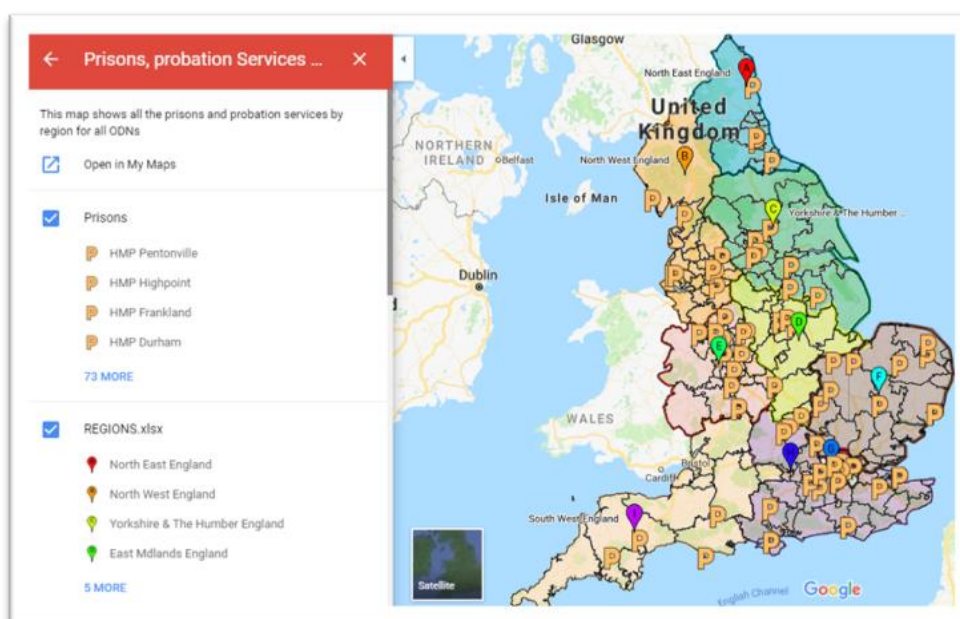 Prisons, probation Services ...
This map shows all the prisons and probation services by
region for all ODNs
Open in My Maps
Prisons
HMP Pentonville
HMP Highpoint
HMP Frankland
HMP Durham
73 MORE
REGIONS.xlsx
North East England
North West England
Yorkshire & The Humber England
East Mdlands England
5 MORE
Glasgow
North East England
A
United
Kingdom
NORTHERN
IRELAND
Belfast
North West England
B
Isle of Man
C
Yorkshire & The Humber ...
Dublin
D
E
F
WALES
G
H
Bristol
Cardiff
South West England
I
Satellite
English Channel
Google